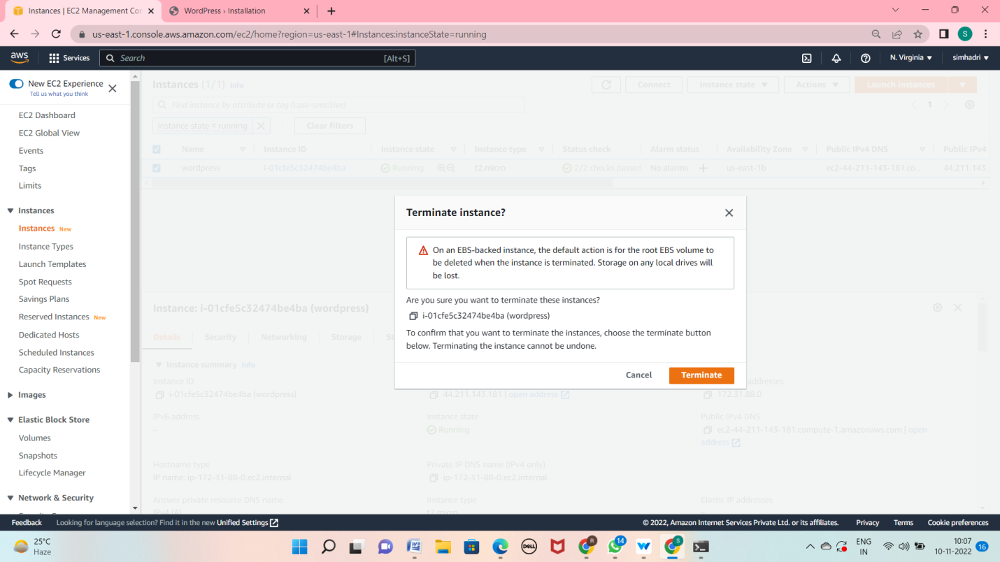 Instances | EC2 Management Con
WordPress › Installation
us-east-1.console.aws.amazon.com/ec2/home?region=us-east-1#Instances:instanceState=running
S
aws
Services
Search
[Alt+S]
N. Virginia ▼
simhadri ▼
New EC2 Experience
Tell us what you think
EC2 Dashboard
EC2 Global View
Events
Tags
Limits
Instances
Instances New
Instance Types
Launch Templates
Spot Requests
Savings Plans
Reserved Instances New
Dedicated Hosts
Scheduled Instances
Capacity Reservations
Images
Elastic Block Store
Volumes
Snapshots
Lifecycle Manager
Network & Security
Instances (1/1) Info
Connect
Instance state ▼
Actions ▼
Launch instances
Find instance by attribute or tag (case-sensitive)
1
Instance state = running
Clear filters
Name Instance ID Instance state Instance type Status check Alarm status Availability Zone Public IPv4 DNS Public IPv4
wordpress i-01cfe5c32474be4ba Running t2.micro 2/2 checks passed No alarms us-east-1b ec2-44-211-143-181.co... 44.211.143.
Terminate instance?
On an EBS-backed instance, the default action is for the root EBS volume to
be deleted when the instance is terminated. Storage on any local drives will
be lost.
Are you sure you want to terminate these instances?
i-01cfe5c32474be4ba (wordpress)
To confirm that you want to terminate the instances, choose the terminate button
below. Terminating the instance cannot be undone.
Cancel
Terminate
Instance: i-01cfe5c32474be4ba (wordpress)
Details Security Networking Storage
Instance summary Info
Instance ID
i-01cfe5c32474be4ba (wordpress)
44.211.143.181 | open address
addresses
172.31.88.0
IPv6 address
–
Instance state
Running
Public IPv4 DNS
ec2-44-211-143-181.compute-1.amazonaws.com | open
address
Hostname type
IP name: ip-172-31-88-0.ec2.internal
Private IP DNS name (IPv4 only)
ip-172-31-88-0.ec2.internal
Answer private resource DNS name
IPv4 (A)
Instance type
t2.micro
Elastic IP addresses
Feedback
Looking for language selection? Find it in the new Unified Settings
© 2022, Amazon Internet Services Private Ltd. or its affiliates.
Privacy
Terms
Cookie preferences
25°C
Haze
DELL
R
14
S
ENG
IN
10:07
10-11-2022
16